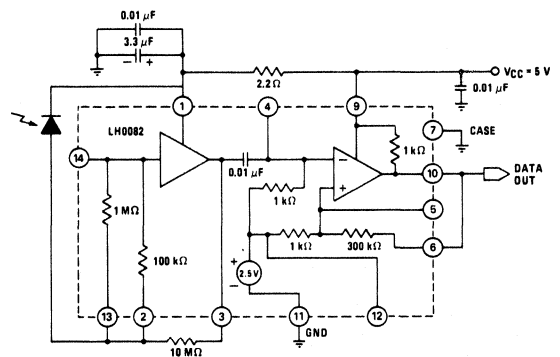 0.01 μF
3.3 μF
− +
2.2 Ω
VCC = 5 V
0.01 μF
1
4
9
LH0082
7
CASE
14
0.01 μF
−
+
1 kΩ
10
DATA
OUT
1 kΩ
5
1 MΩ
1 kΩ
300 kΩ
6
100 kΩ
+
2.5V
−
13
2
3
11
GND
12
10 MΩ